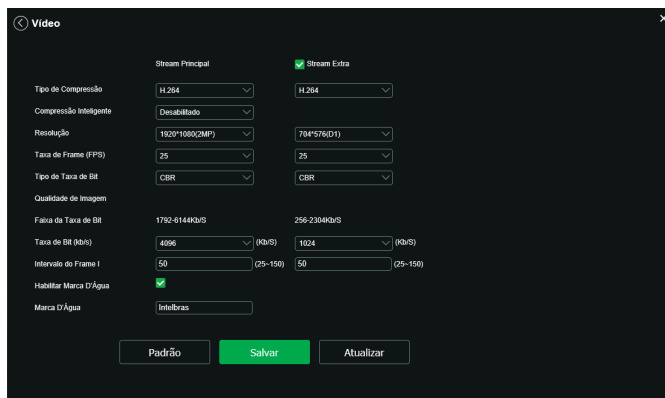 Vídeo
Stream Principal Stream Extra
Tipo de Compressão H.264 H.264
Compressão Inteligente Desabilitado
Resolução 1920*1080(2MP) 704*576(D1)
Taxa de Frame (FPS) 25 25
Tipo de Taxa de Bit CBR CBR
Qualidade de Imagem
Faixa da Taxa de Bit 1792-6144Kb/S 256-2304Kb/S
Taxa de Bit (kb/s) 4096 (Kb/S) 1024 (Kb/S)
Intervalo do Frame I 50 (25~150) 50 (25~150)
Habilitar Marca D'Água
Marca D'Água Intelbras
Padrão Salvar Atualizar